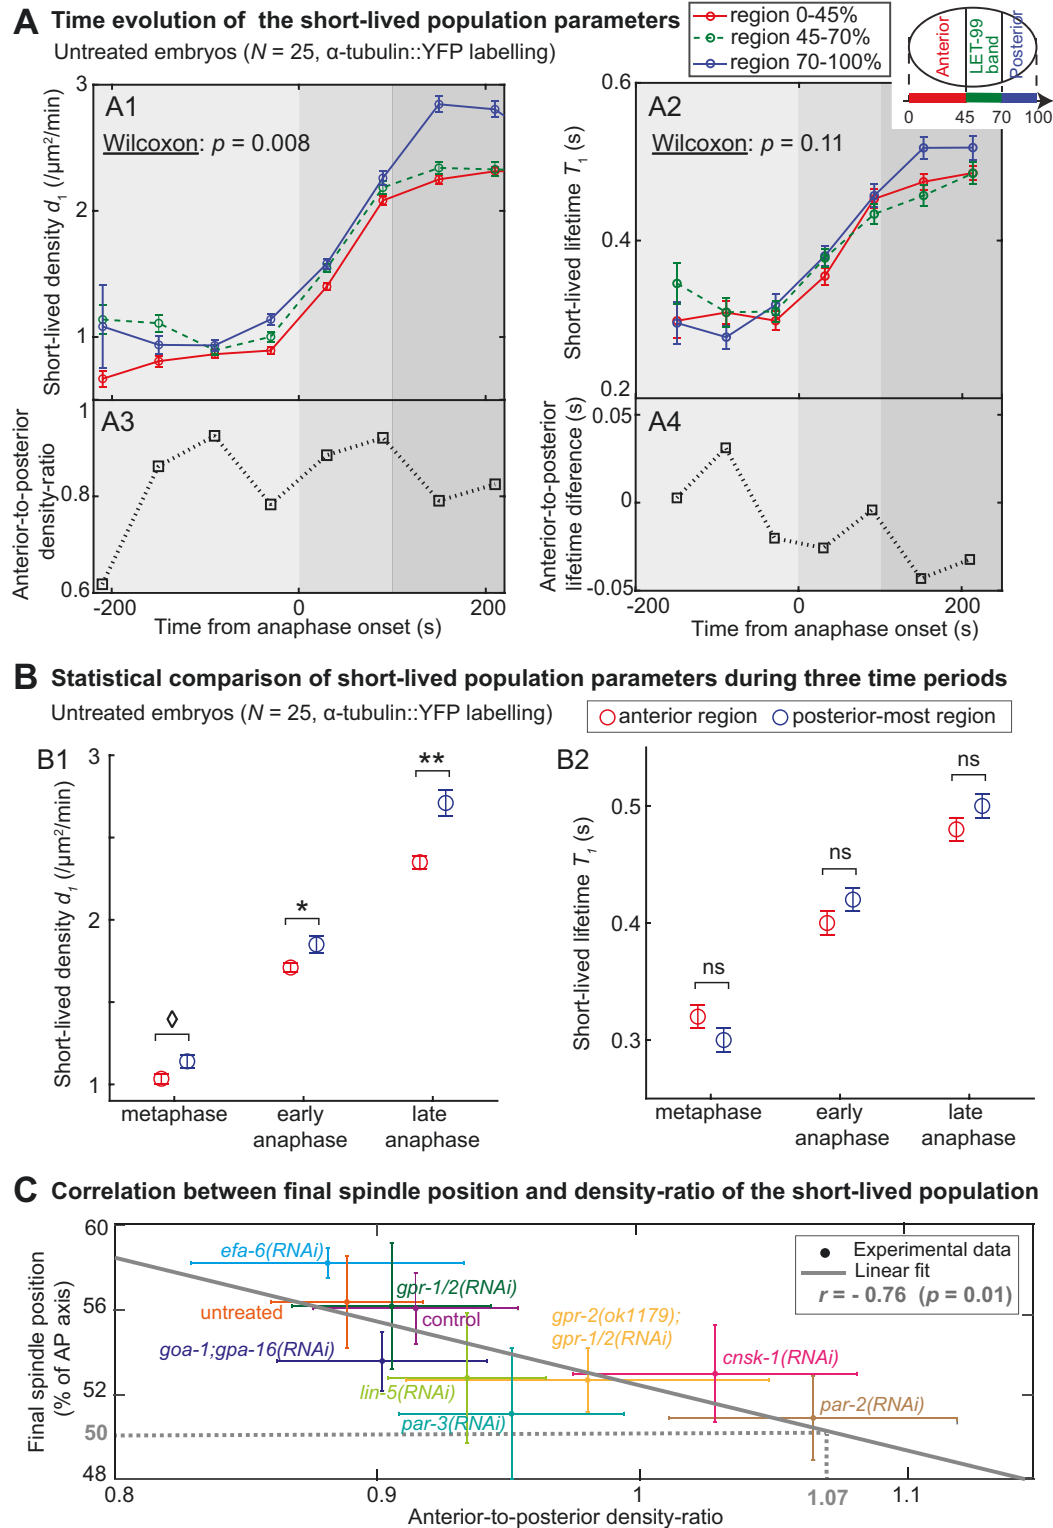 A Time evolution of the short-lived population parameters
Untreated embryos (N = 25, α-tubulin::YFP labelling)
region 0-45%
region 45-70%
region 70-100%
Anterior
LET-99 band
Posterior
0 45 70 100
A1
Wilcoxon: p = 0.008
Short-lived density d1 (/µm²/min)
3
2
1
A2
Wilcoxon: p = 0.11
Short-lived lifetime T1 (s)
0.6
0.4
0.2
A3
Anterior-to-posterior
density-ratio
1
0.8
0.6
-200 0 200
Time from anaphase onset (s)
A4
Anterior-to-posterior
lifetime diference (s)
0.05
0
-0.05
-200 0 200
Time from anaphase onset (s)
B Statistical comparison of short-lived population parameters during three time periods
Untreated embryos (N = 25, α-tubulin::YFP labelling)
anterior region posterior-most region
B1
Short-lived density d1 (/µm²/min)
3
2
1
◊
*
**
metaphase early anaphase late anaphase
B2
Short-lived lifetime T1 (s)
0.5
0.4
0.3
ns
ns
ns
metaphase early anaphase late anaphase
C Correlation between final spindle position and density-ratio of the short-lived population
Final spindle position
(% of AP axis)
60
56
52
50
48
efa-6(RNAi)
untreated
gpr-1/2(RNAi)
control
goa-1;gpa-16(RNAi)
lin-5(RNAi)
par-3(RNAi)
gpr-2(ok1179);
gpr-1/2(RNAi)
cnsk-1(RNAi)
par-2(RNAi)
Experimental data
Linear fit
r = - 0.76 (p = 0.01)
0.8 0.9 1 1.07 1.1
Anterior-to-posterior density-ratio